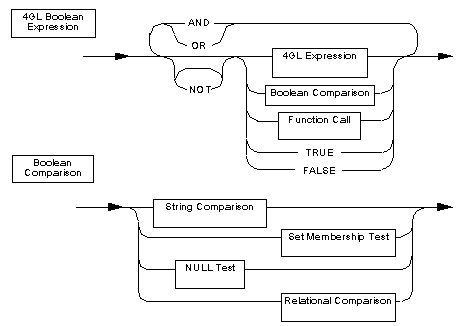 4GL Boolean
Expression
AND
OR
NOT
4GL Expression
Boolean Comparison
Function Call
TRUE
FALSE
Boolean
Comparison
String Comparison
Set Membership Test
NULL Test
Relational Comparison